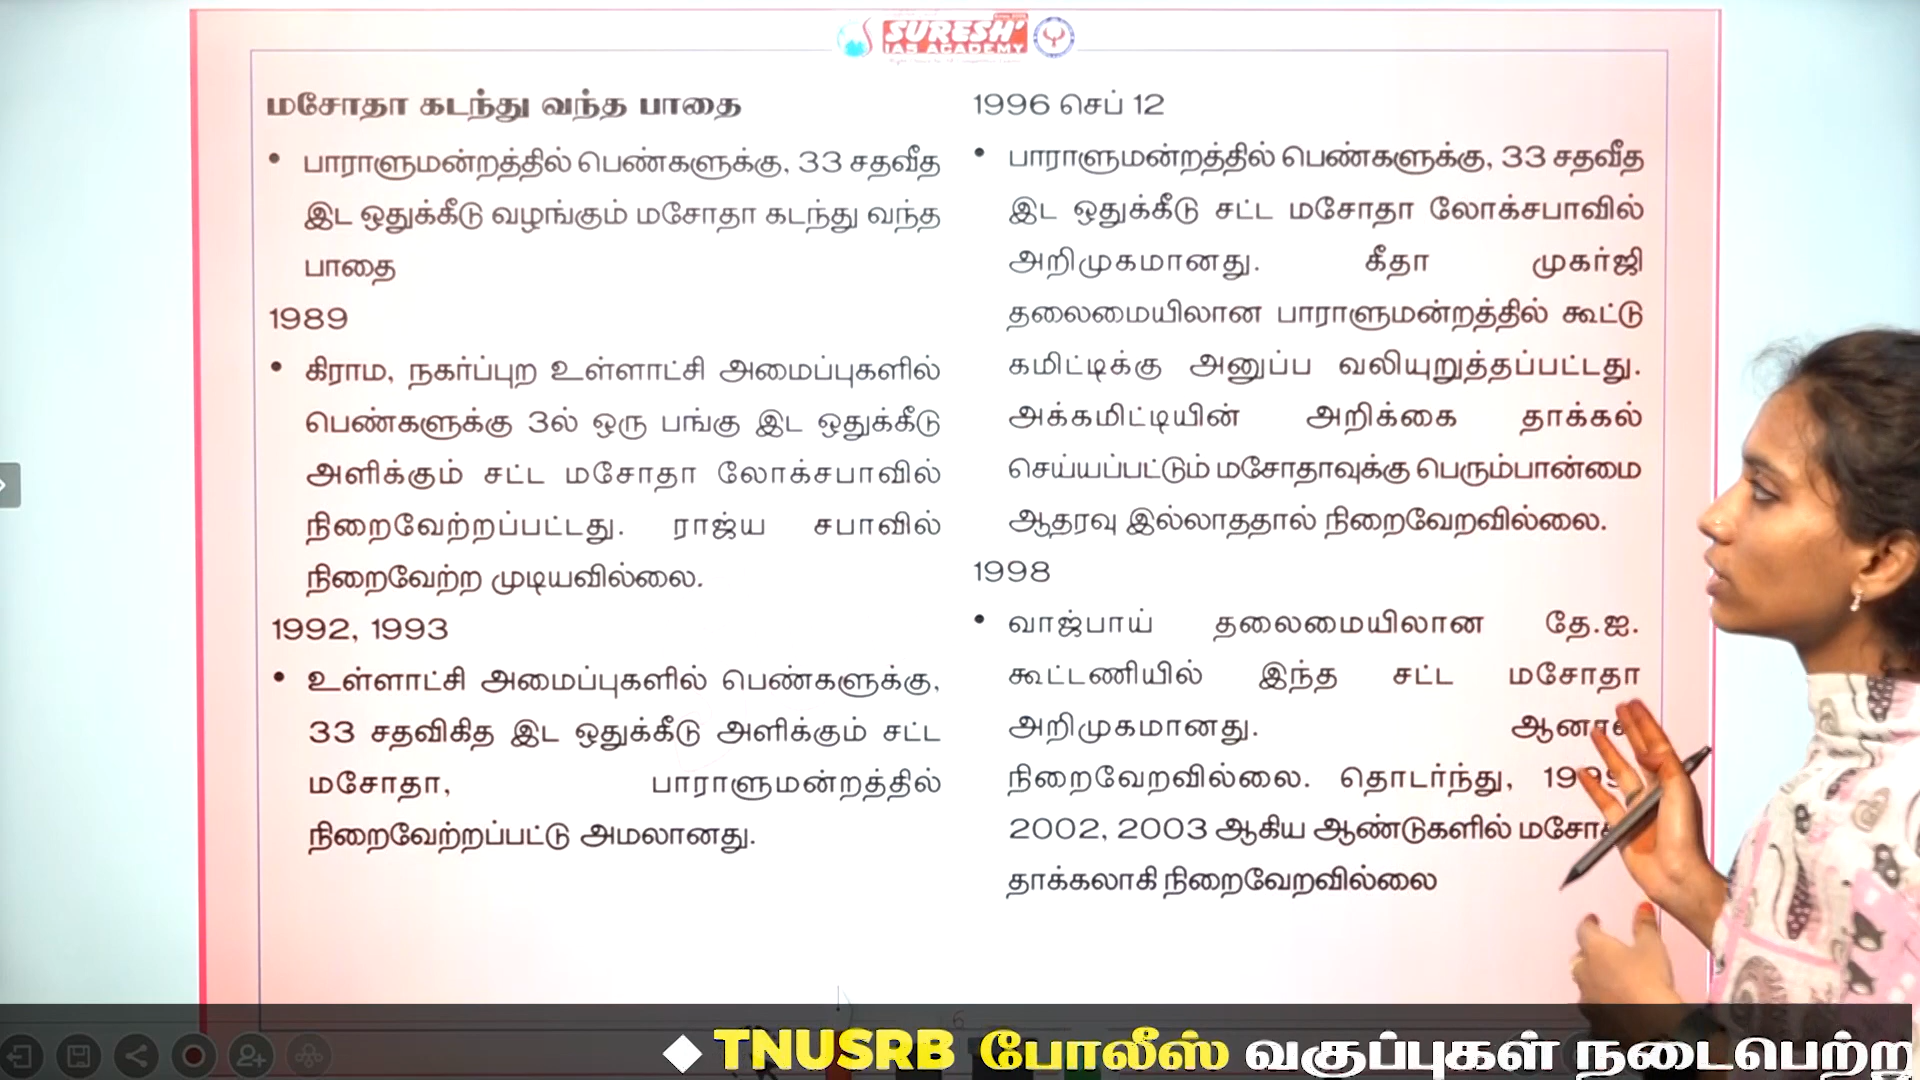 SURESH'
IAS ACADEMY
மசோதா கடந்து வந்த பாதை
• பாராளுமன்றத்தில் பெண்களுக்கு, 33 சதவீத
இட ஒதுக்கீடு வழங்கும் மசோதா கடந்து வந்த
பாதை
1989
• கிராம, நகர்ப்புற உள்ளாட்சி அமைப்புகளில்
பெண்களுக்கு 3ல் ஒரு பங்கு இட ஒதுக்கீடு
அளிக்கும் சட்ட மசோதா லோக்சபாவில்
நிறைவேற்றப்பட்டது. ராஜ்ய சபாவில்
நிறைவேற்ற முடியவில்லை.
1992, 1993
• உள்ளாட்சி அமைப்புகளில் பெண்களுக்கு,
33 சதவிகித இட ஒதுக்கீடு அளிக்கும் சட்ட
மசோதா, பாராளுமன்றத்தில்
நிறைவேற்றப்பட்டு அமலானது.
1996 செப் 12
• பாராளுமன்றத்தில் பெண்களுக்கு, 33 சதவீத
இட ஒதுக்கீடு சட்ட மசோதா லோக்சபாவில்
அறிமுகமானது. கீதா முகர்ஜி
தலைமையிலான பாராளுமன்றத்தில் கூட்டு
கமிட்டிக்கு அனுப்ப வலியுறுத்தப்பட்டது.
அக்கமிட்டியின் அறிக்கை தாக்கல்
செய்யப்பட்டும் மசோதாவுக்கு பெரும்பான்மை
ஆதரவு இல்லாததால் நிறைவேறவில்லை.
1998
• வாஜ்பாய் தலைமையிலான தே.ஐ.
கூட்டணியில் இந்த சட்ட மசோதா
அறிமுகமானது.
நிறைவேறவில்லை. தொடர்ந்து,
2002, 2003 ஆகிய ஆண்டுகளில்
தாக்கலாகி நிறைவேறவில்லை
6
◆ TNUSRB போலீஸ் வகுப்புகள் நடைபெற்று